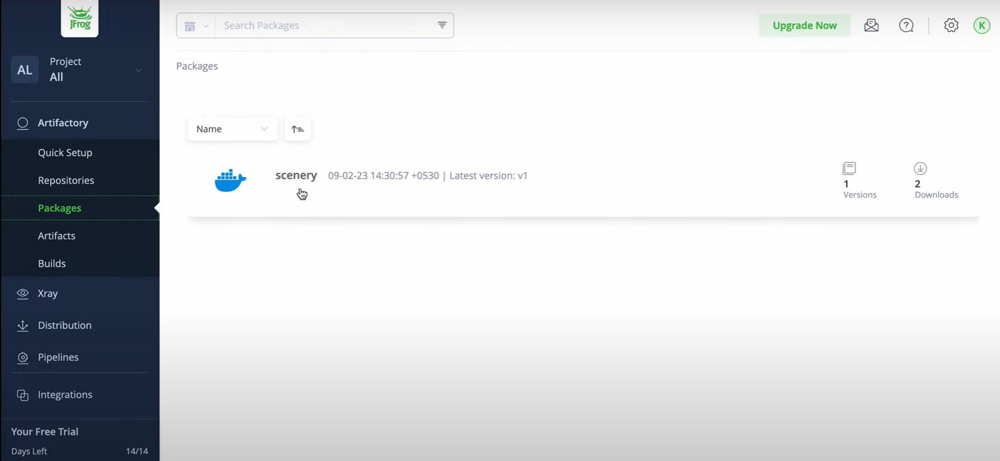 JFrog
AL
Project
All
Artifactory
Quick Setup
Repositories
Packages
Artifacts
Builds
Xray
Distribution
Pipelines
Integrations
Your Free Trial
Days Left 14/14
Search Packages
Upgrade Now
K
Packages
Name
scenery 09-02-23 14:30:57 +0530 | Latest version: v1
1
Versions
2
Downloads